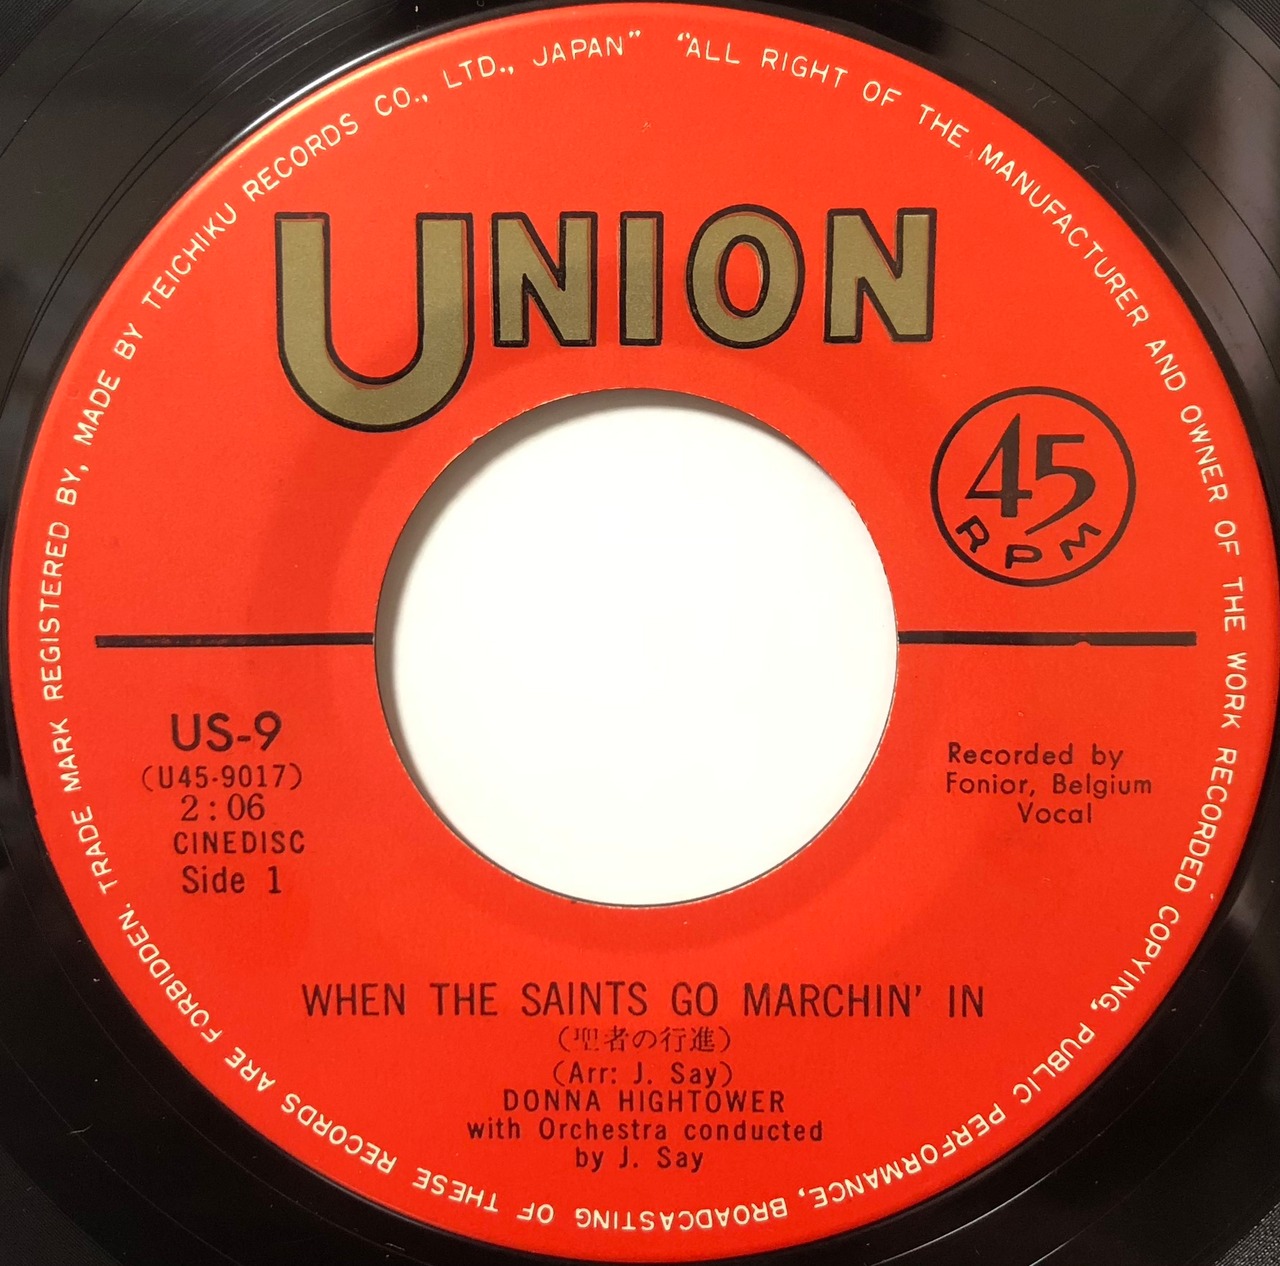 "ALL RIGHT OF THE MANUFACTURER AND OWNER OF THE WORK RECORDED COPYING, PUBLIC PERFORMANCE, BROADCASTING OF THESE RECORDS ARE FORBIDDEN. TRADE MARK REGISTERED BY, MADE BY TEICHIKU RECORDS CO., LTD., JAPAN"
UNION
45
RPM
US-9
(U45-9017)
2:06
CINEDISC
Side 1
Recorded by
Fonior, Belgium
Vocal
WHEN THE SAINTS GO MARCHIN' IN
(聖者の行進)
(Arr: J. Say)
DONNA HIGHTOWER
with Orchestra conducted
by J. Say